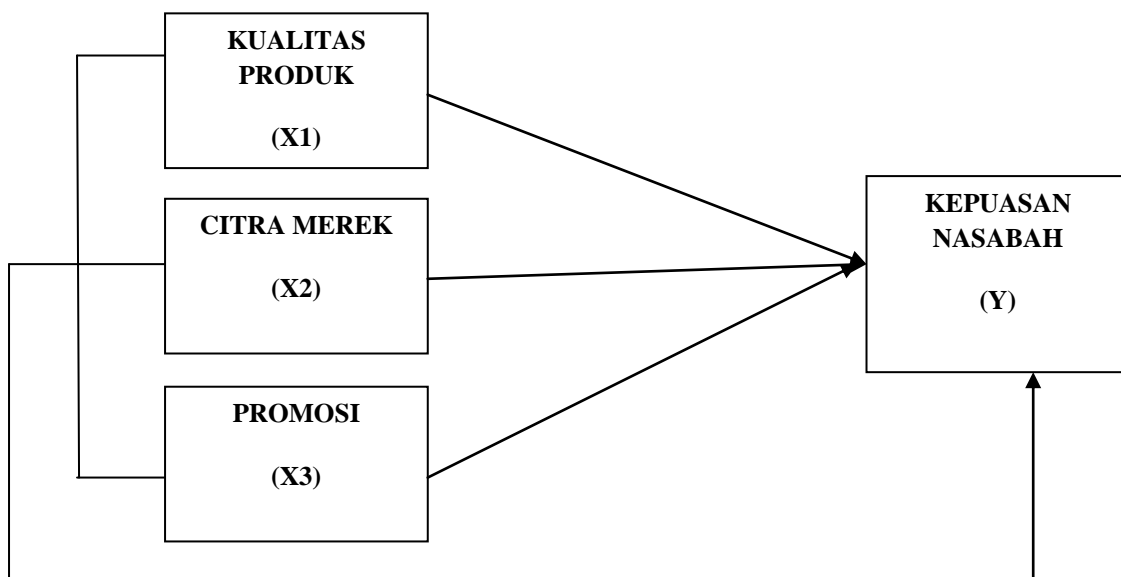 KUALITAS
PRODUK
(X1)
CITRA MEREK
(X2)
PROMOSI
(X3)
KEPUASAN
NASABAH
(Y)